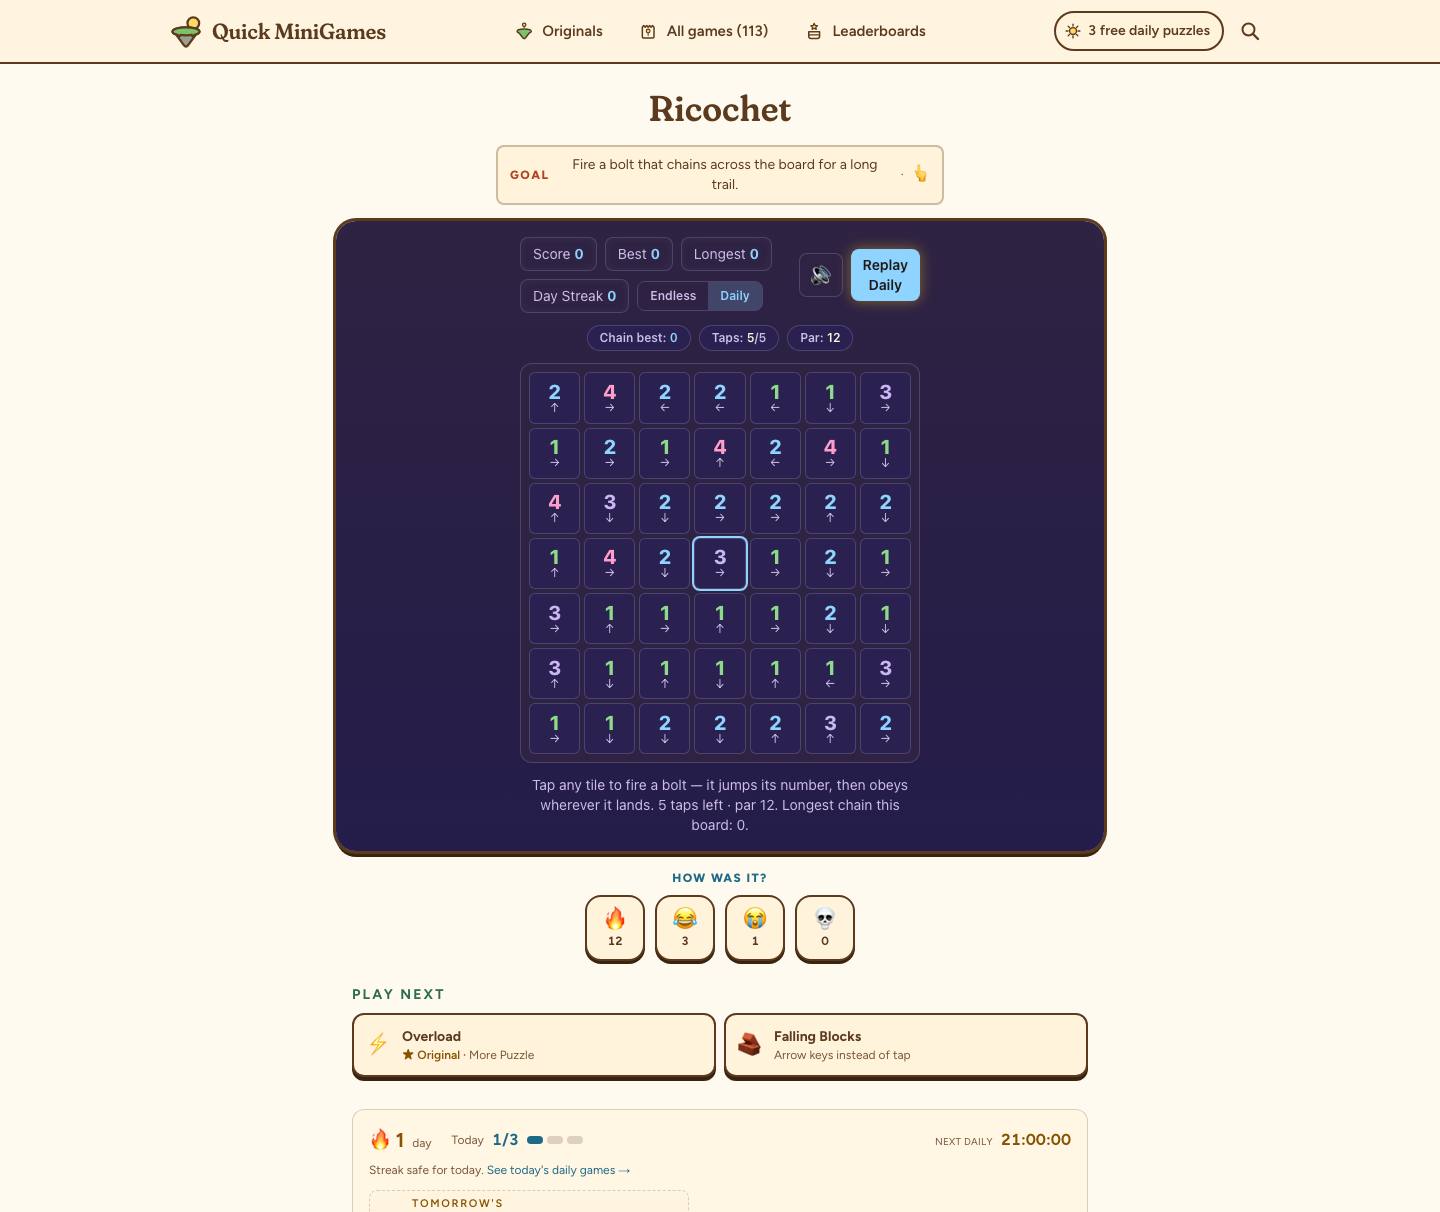 Quick MiniGames
Originals
All games (113)
Leaderboards
3 free daily puzzles
Ricochet
GOAL
Fire a bolt that chains across the board for a long
trail.
·
Score 0
Best 0
Longest 0
Replay
Daily
Day Streak 0
Endless
Daily
Chain best: 0
Taps: 5/5
Par: 12
2 4 2 2 1 1 3
↑ → ← ← ← ↓ →
1 2 1 4 2 4 1
→ → → ↑ ← → ↓
4 3 2 2 2 2 2
↑ ↓ ↓ → → ↑ ↓
1 4 2 3 1 2 1
↑ → ↓ → → ↓ →
3 1 1 1 1 2 1
→ ↑ → ↑ → ↓ ↓
3 1 1 1 1 1 3
↑ ↓ ↑ ↓ ↑ ← →
1 1 2 2 2 3 2
→ ↓ ↓ ↓ ↑ ↑ →
Tap any tile to fire a bolt — it jumps its number, then obeys
wherever it lands. 5 taps left · par 12. Longest chain this
board: 0.
HOW WAS IT?
12
3
1
0
PLAY NEXT
Overload
Original · More Puzzle
Falling Blocks
Arrow keys instead of tap
1 day
Today 1/3
NEXT DAILY 21:00:00
Streak safe for today. See today's daily games →
TOMORROW'S